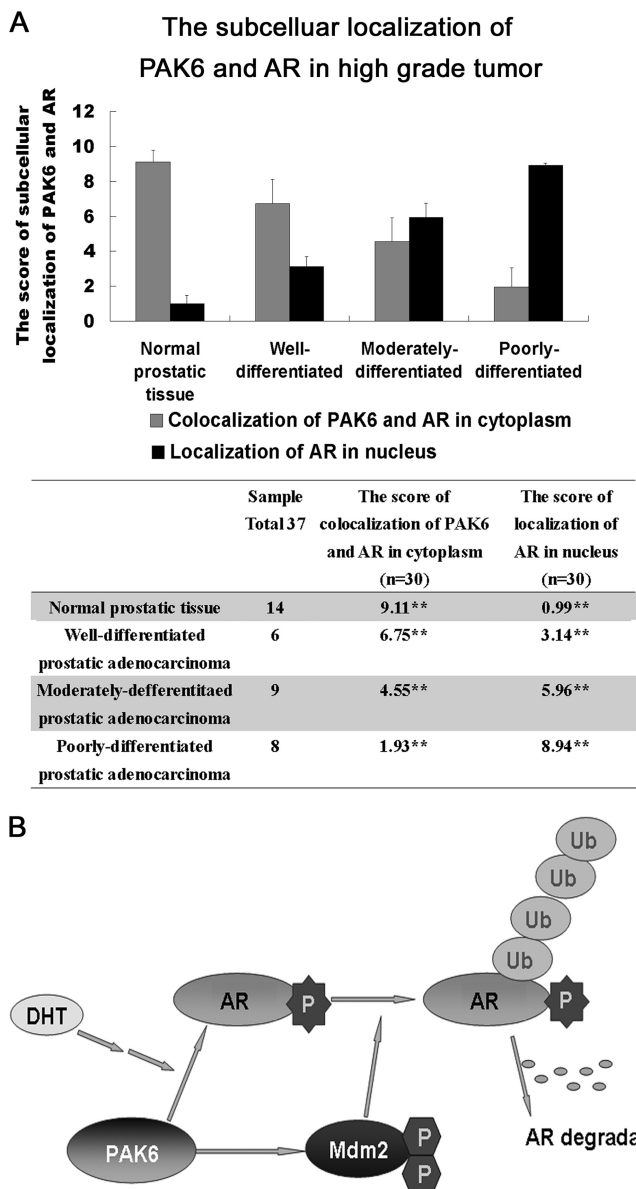 A
The subcelluar localization of
PAK6 and AR in high grade tumor
The score of subcellular
localization of PAK6 and AR
12
10
8
6
4
2
0
Normal
prostatic
tissue
Well-
differentiated
Moderately-
differentiated
Poorly-
differentiated
Colocalization of PAK6 and AR in cytoplasm
Localization of AR in nucleus
Sample
Total 37
The score of
colocalization of PAK6
and AR in cytoplasm
(n=30)
The score of
localization of
AR in nucleus
(n=30)
Normal prostatic tissue 14 9.11** 0.99**
Well-differentiated 6 6.75** 3.14**
prostatic adenocarcinoma
Moderately-defferentitaed 9 4.55** 5.96**
prostatic adenocarcinoma
Poorly-differentiated 8 1.93** 8.94**
prostatic adenocarcinoma
B
Ub
Ub
Ub
Ub
AR
P
AR
P
DHT
PAK6
Mdm2
P
P
AR degrada